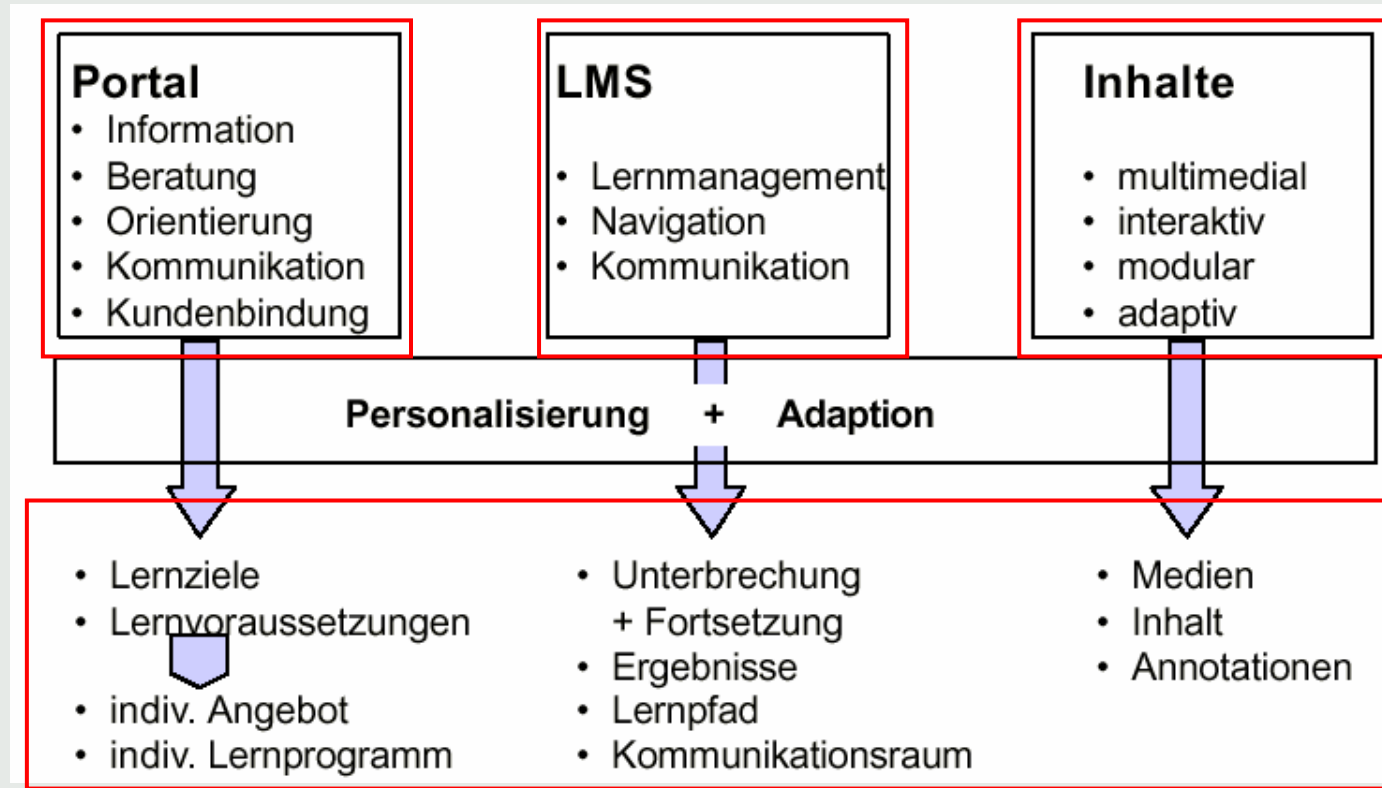 Portal
• Information
• Beratung
• Orientierung
• Kommunikation
• Kundenbindung
LMS
• Lernmanagement
• Navigation
• Kommunikation
Inhalte
• multimedial
• interaktiv
• modular
• adaptiv
Personalisierung + Adaption
• Lernziele
• Lernvoraussetzungen
• indiv. Angebot
• indiv. Lernprogramm
• Unterbrechung
+ Fortsetzung
• Ergebnisse
• Lernpfad
• Kommunikationsraum
• Medien
• Inhalt
• Annotationen